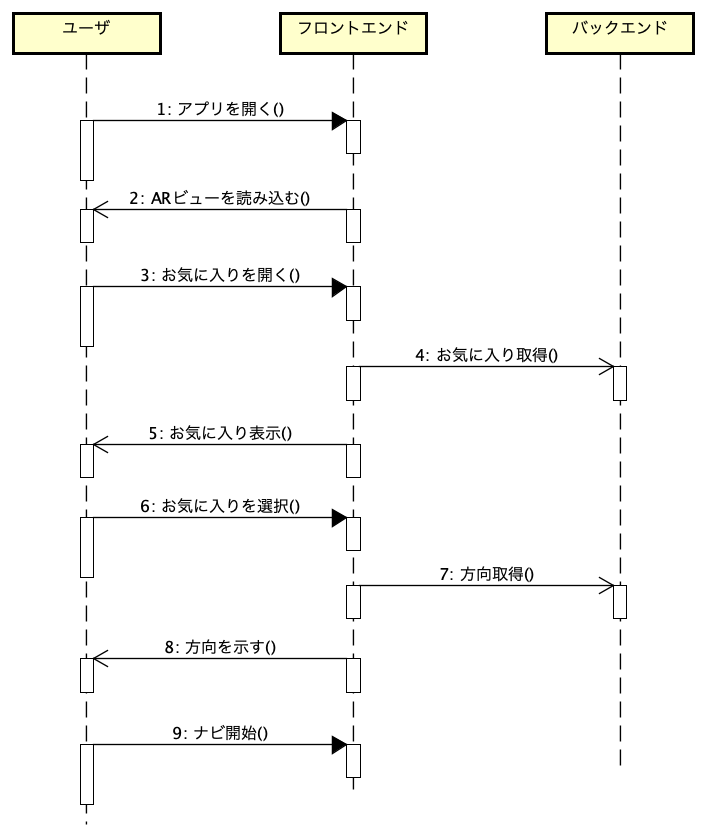 ユーザ
フロントエンド
バックエンド
1: アプリを開く()
2: ARビューを読み込む()
3: お気に入りを開く()
4: お気に入り取得()
5: お気に入り表示()
6: お気に入りを選択()
7: 方向取得()
8: 方向を示す()
9: ナビ開始()